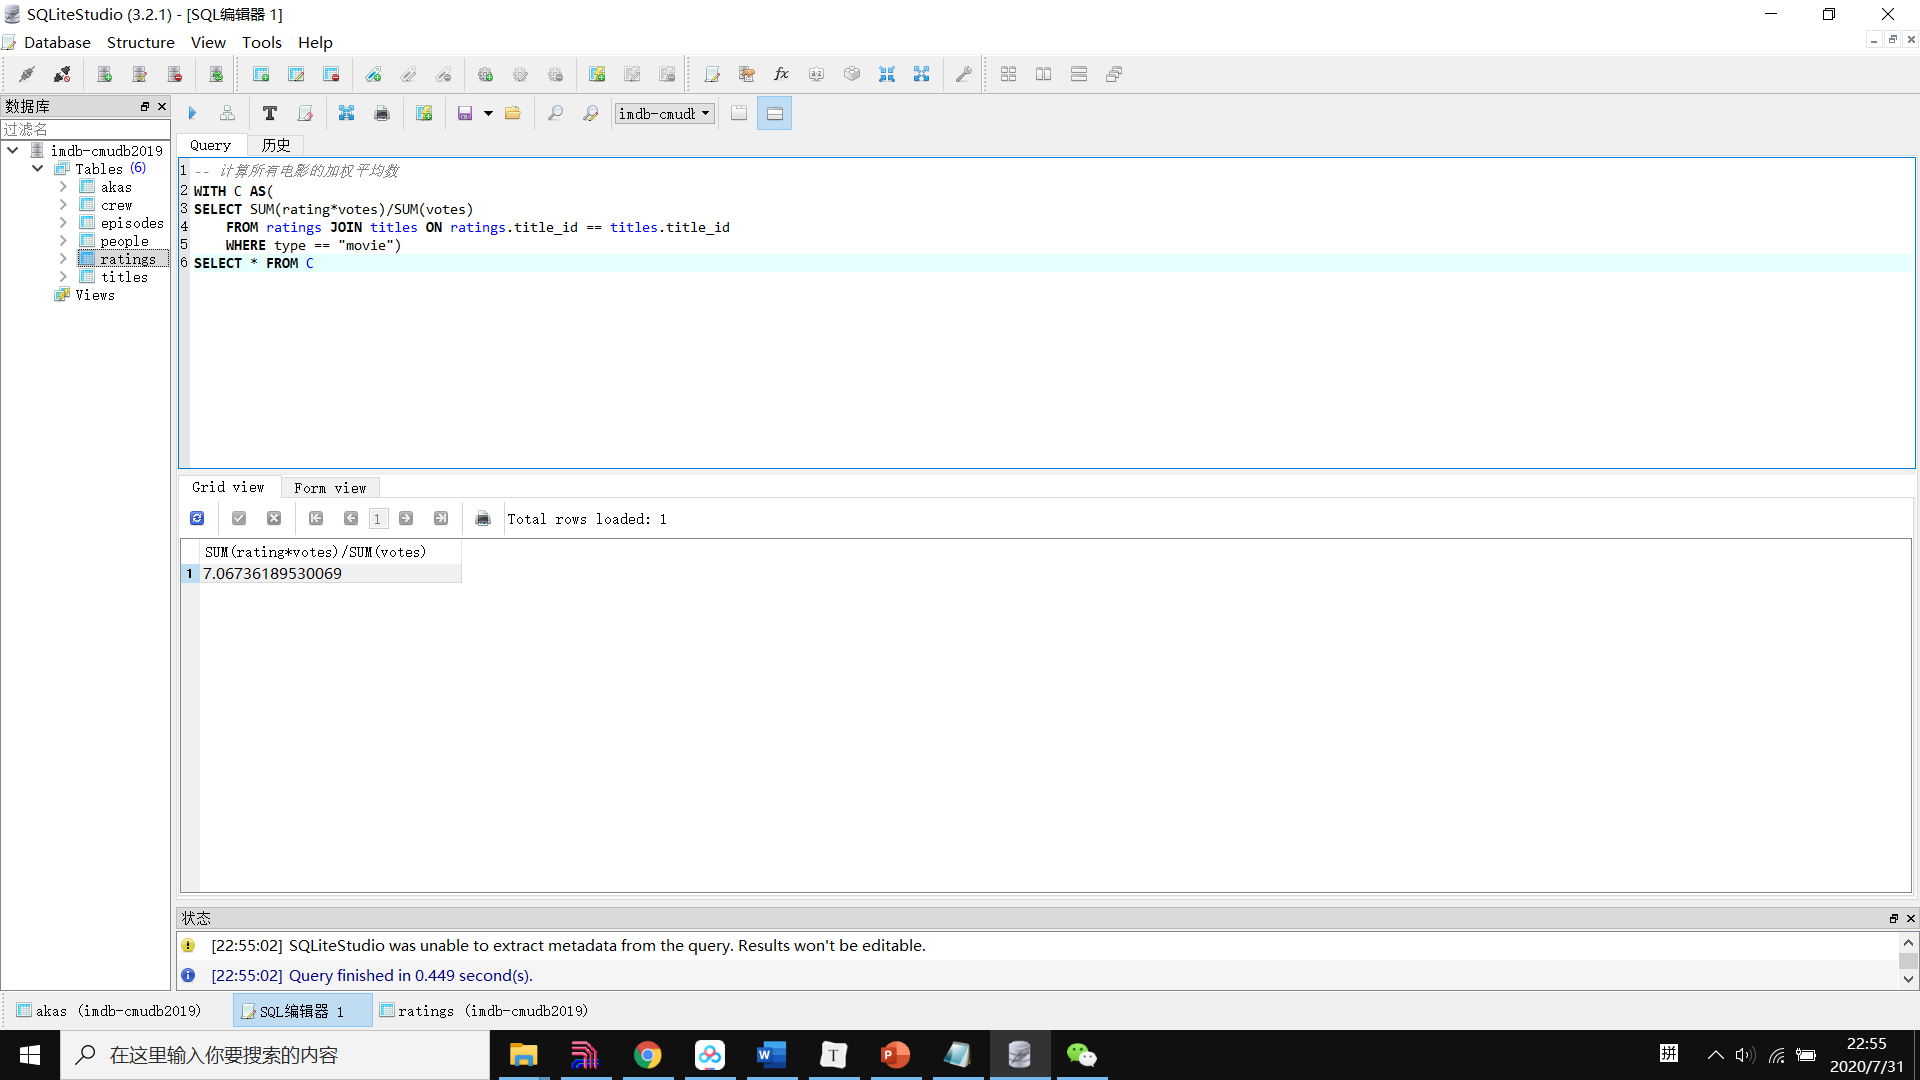 SQLiteStudio (3.2.1) - [SQL编辑器 1]
Database Structure View Tools Help
数据库
imdb-cmudb
过滤名
Query 历史
imdb-cmudb2019
Tables (6)
akas
crew
episodes
people
ratings
titles
Views
1 -- 计算所有电影的加权平均数
2 WITH C AS(
3 SELECT SUM(rating*votes)/SUM(votes)
4 FROM ratings JOIN titles ON ratings.title_id == titles.title_id
5 WHERE type == "movie")
6 SELECT * FROM C
Grid view Form view
1 Total rows loaded: 1
SUM(rating*votes)/SUM(votes)
1 7.06736189530069
状态
[22:55:02] SQLiteStudio was unable to extract metadata from the query. Results won't be editable.
[22:55:02] Query finished in 0.449 second(s).
akas (imdb-cmudb2019) SQL编辑器 1 ratings (imdb-cmudb2019)
在这里输入你要搜索的内容
拼
22:55
2020/7/31